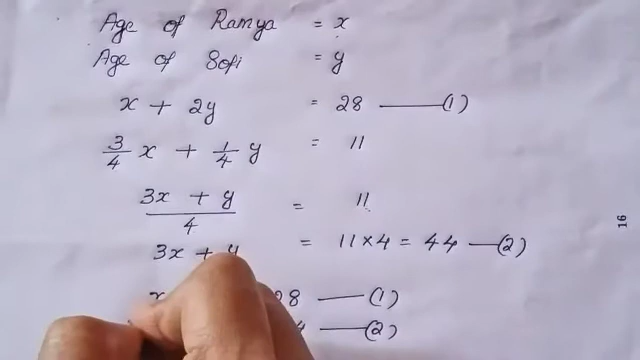 Age of Ramya = x
Age of Sofi = y
x + 2y = 28 ——(1)
3/4 x + 1/4 y = 11
3x + y / 4 = 11
3x + y = 11 × 4 = 44 —(2)
x 28 ——(1)
4 ——(2)
16